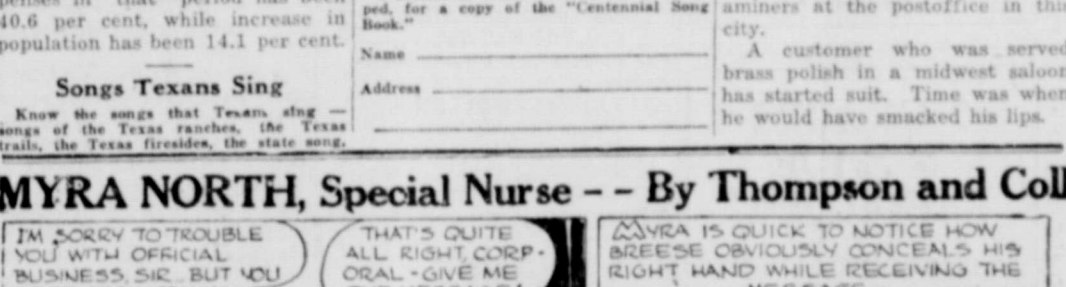 40.6 per cent, while increase in
population has been 14.1 per cent.
Songs Texans Sing
Know the songs that Texans sing —
songs of the Texas ranches, the Texas
trails, the Texas firesides, the state song,
ped, for a copy of the "Centennial Song
Book."
Name
Address
aminers at the postoffice in this
city.
A customer who was served
brass polish in a midwest saloon
has started suit. Time was when
he would have smacked his lips.
MYRA NORTH, Special Nurse - - By Thompson and Coll
I'M SORRY TO TROUBLE
YOU WITH OFFICIAL
BUSINESS, SIR - BUT YOU
THAT'S QUITE
ALL RIGHT, CORP-
ORAL - GIVE ME
MYRA IS QUICK TO NOTICE HOW
BREESE OBVIOUSLY CONCEALS HIS
RIGHT HAND WHILE RECEIVING THE